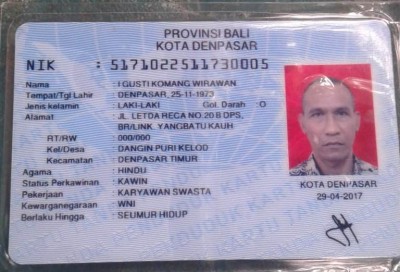 PROVINSI BALI
KOTA DENPASAR
NIK : 5171022511730005
Nama : I GUSTI KOMANG WIRAWAN
Tempat/Tgl Lahir : DENPASAR, 25-11-1973
Jenis kelamin : LAKI-LAKI Gol. Darah : O
Alamat : JL. LETDA RECA NO.20 B DPS,
BR/LINK. YANGBATU KAUH
RT/RW : 000/000
Kel/Desa : DANGIN PURI KELOD
Kecamatan : DENPASAR TIMUR
Agama : HINDU
Status Perkawinan : KAWIN
Pekerjaan : KARYAWAN SWASTA
Kewarganegaraan : WNI
Berlaku Hingga : SEUMUR HIDUP
KOTA DENPASAR
29-04-2017